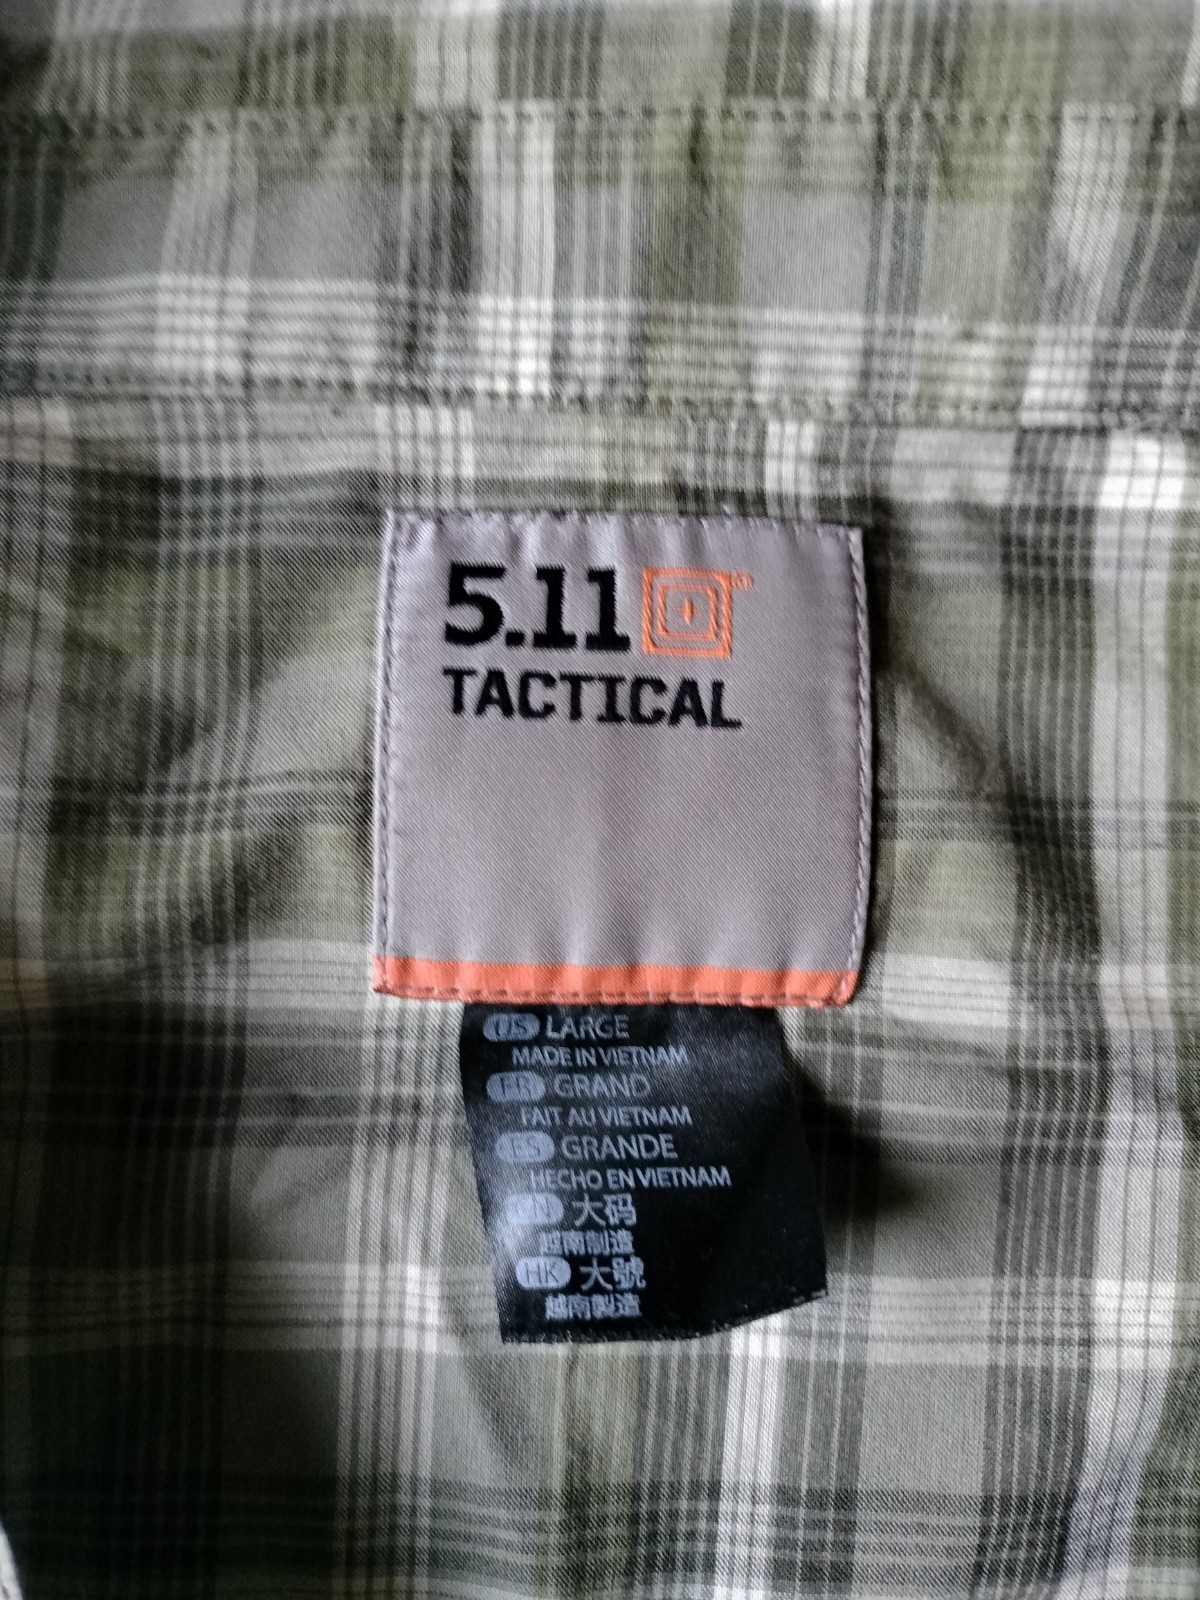 5.11
TACTICAL
US LARGE
MADE IN VIETNAM
FR GRAND
FAIT AU VIETNAM
ES GRANDE
HECHO EN VIETNAM
CN 大码
越南制造
HK 大號
越南製造